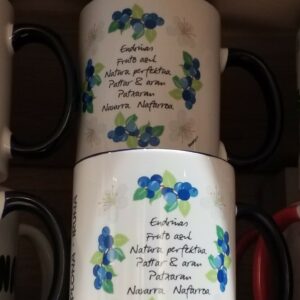 Endrinas
Fruto azul
Natura perfektua
Pattar & aran
Patxaran
Navarra Nafarroa
Endrinas
Fruto azul
Natura perfektua
Pattar & aran
Patxaran
Navarra Nafarroa